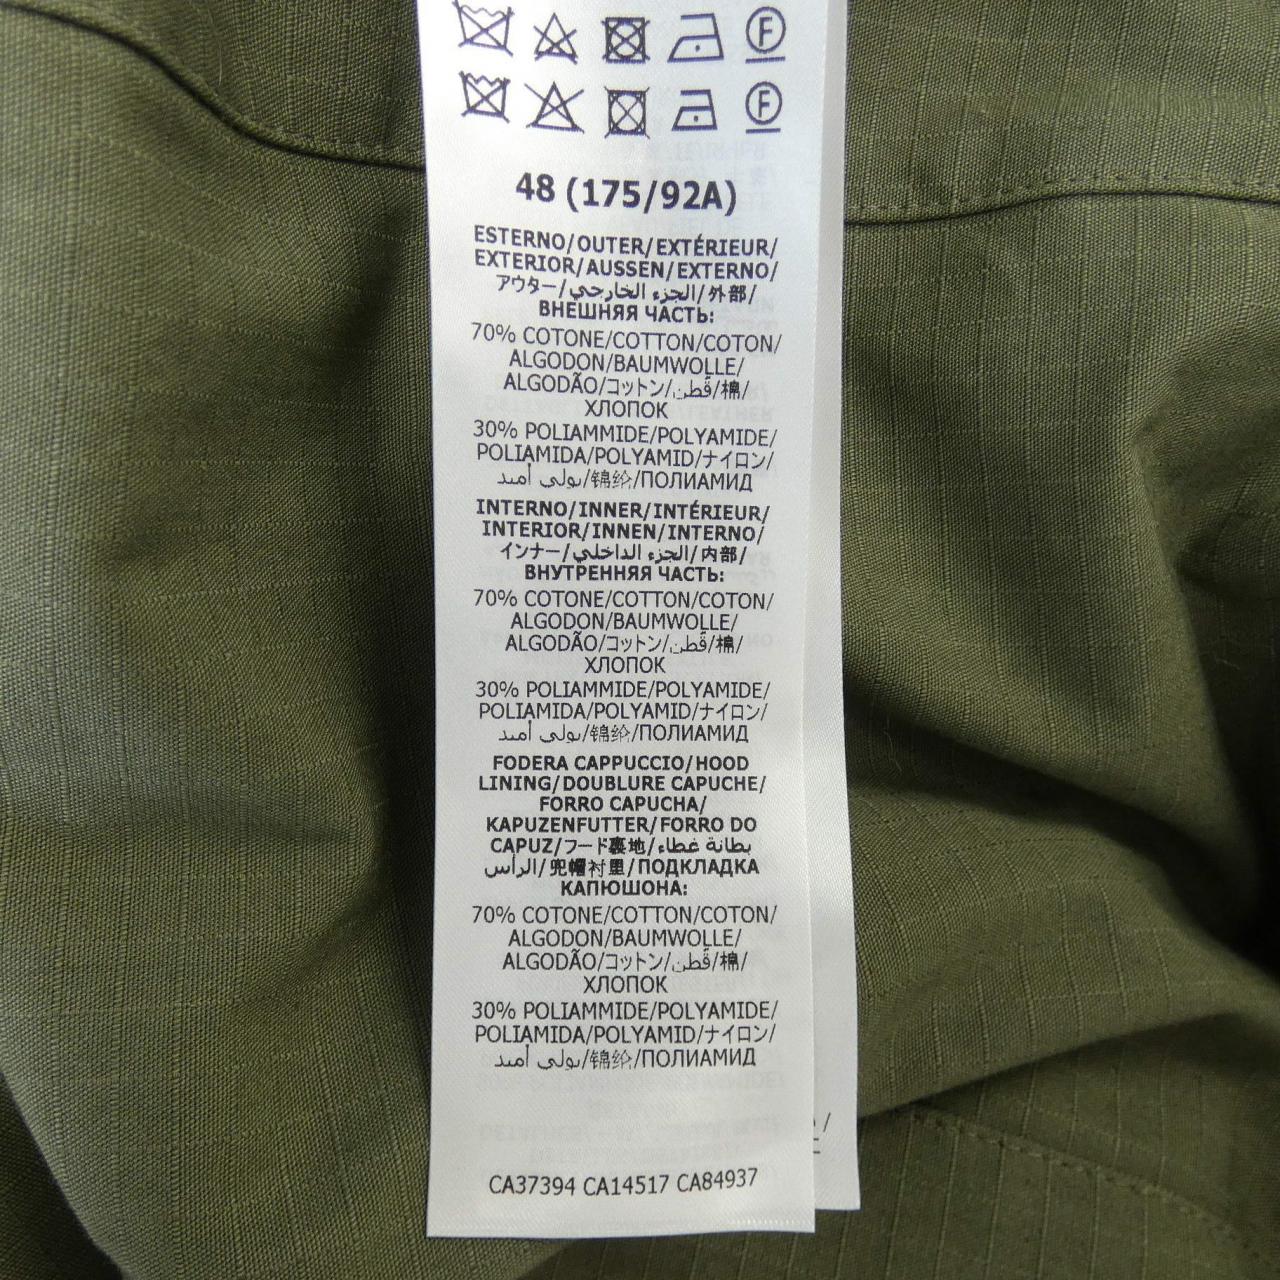 F
F
48 (175/92A)
ESTERNO/OUTER/EXTÉRIEUR/
EXTERIOR/AUSSEN/EXTERNO/
アウター/الجزء الخارجي/外部/
ВНЕШНЯЯ ЧАСТЬ:
70% COTONE/COTTON/COTON/
ALGODON/BAUMWOLLE/
ALGODÃO/コットン/قُطن/棉/
ХЛОПОК
30% POLIAMMIDE/POLYAMIDE/
POLIAMIDA/POLYAMID/ナイロン/
بولي أميد/锦纶/ПОЛИАМИД
INTERNO/INNER/INTÉRIEUR/
INTERIOR/INNEN/INTERNO/
インナー/الجزء الداخلي/内部/
ВНУТРЕННЯЯ ЧАСТЬ:
70% COTONE/COTTON/COTON/
ALGODON/BAUMWOLLE/
ALGODÃO/コットン/قُطن/棉/
ХЛОПОК
30% POLIAMMIDE/POLYAMIDE/
POLIAMIDA/POLYAMID/ナイロン/
بولي أميد/锦纶/ПОЛИАМИД
FODERA CAPPUCCIO/HOOD
LINING/DOUBLURE CAPUCHE/
FORRO CAPUCHA/
KAPUZENFUTTER/FORRO DO
CAPUZ/フード裏地/بطانة غطاء
الرأس/兜帽衬里/ПОДКЛАДКА
КАПЮШОНА:
70% COTONE/COTTON/COTON/
ALGODON/BAUMWOLLE/
ALGODÃO/コットン/قُطن/棉/
ХЛОПОК
30% POLIAMMIDE/POLYAMIDE/
POLIAMIDA/POLYAMID/ナイロン/
بولي أميد/锦纶/ПОЛИАМИД
CA37394 CA14517 CA84937